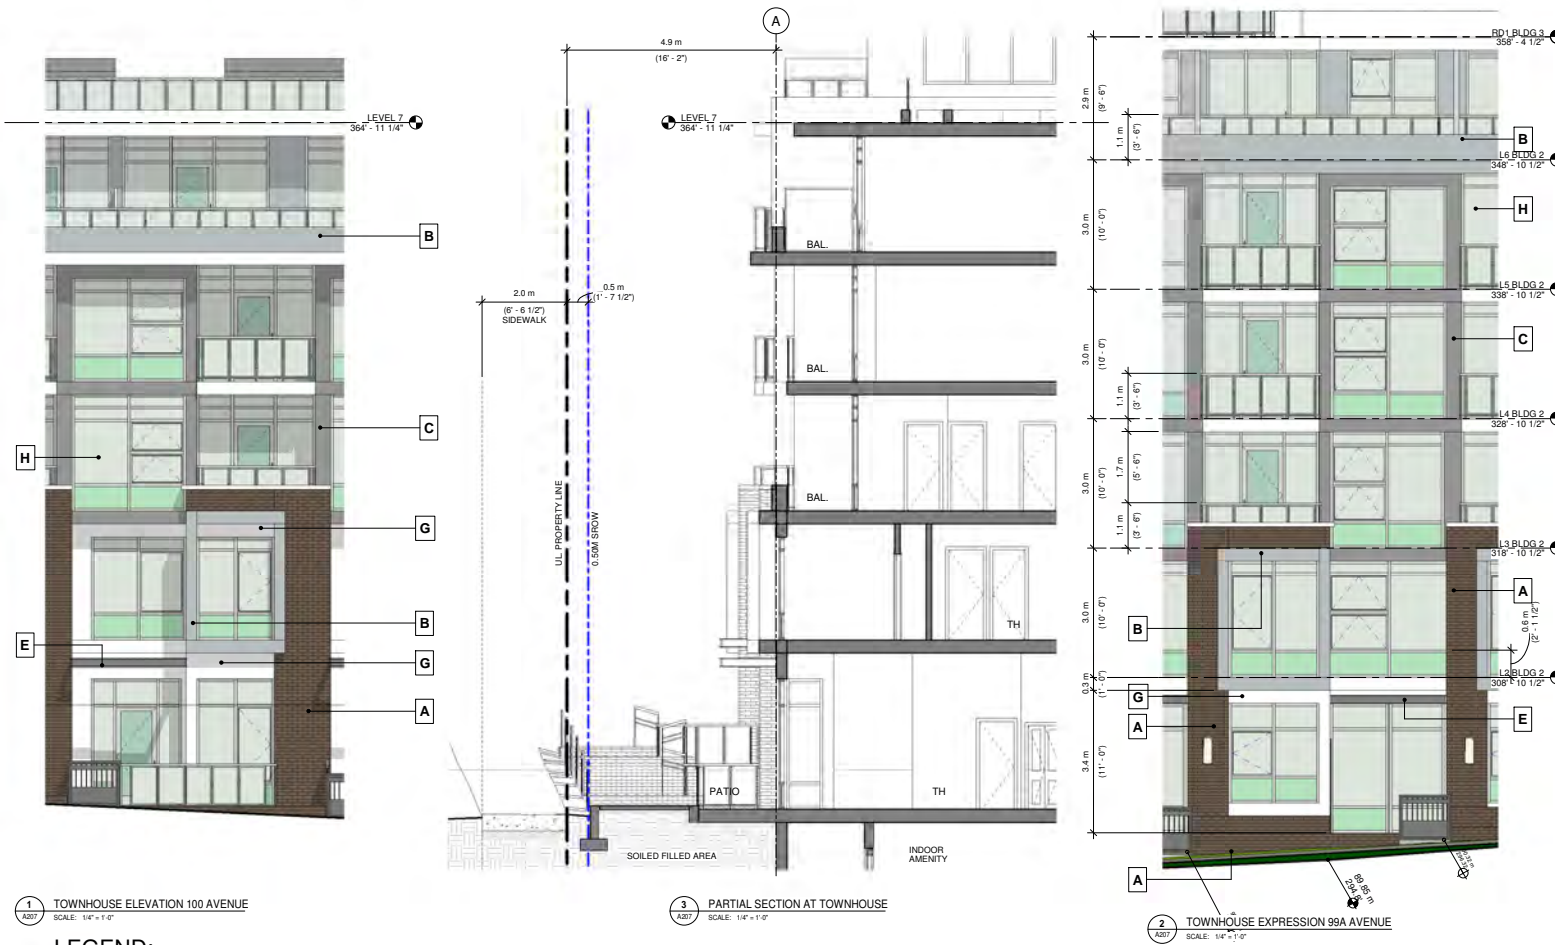 LEVEL 7
364' - 11 1/4"
B
C
H
G
B
E
G
A
1
A207
TOWNHOUSE ELEVATION 100 AVENUE
SCALE: 1/4" = 1'-0"
LEGEND:
A
4.9 m
(16' - 2")
LEVEL 7
364' - 11 1/4"
2.0 m
(6' - 6 1/2")
SIDEWALK
0.5 m
(1' - 7 1/2")
UL. PROPERTY LINE
0.50M SROW
BAL.
BAL.
BAL.
TH
PATIO
TH
SOILED FILLED AREA
INDOOR
AMENITY
3
A207
PARTIAL SECTION AT TOWNHOUSE
SCALE: 1/4" = 1'-0"
RD1 BLDG 3
358' - 4 1/2"
2.9 m
(9' - 6")
1.1 m
(3' - 6")
B
L6 BLDG 2
348' - 10 1/2"
H
3.0 m
(10' - 0")
L5 BLDG 2
338' - 10 1/2"
C
3.0 m
(10' - 0")
1.1 m
(3' - 6")
L4 BLDG 2
328' - 10 1/2"
3.0 m
(10' - 0")
1.7 m
(5' - 6")
1.1 m
(3' - 6")
L3 BLDG 2
318' - 10 1/2"
A
3.0 m
(10' - 0")
B
0.6 m
(2' - 1 1/2")
L2 BLDG 2
308' - 10 1/2"
0.3 m
(1' - 0")
G
E
A
3.4 m
(11' - 0")
A
89.85 m
2
A207
TOWNHOUSE EXPRESSION 99A AVENUE
SCALE: 1/4" = 1'-0"